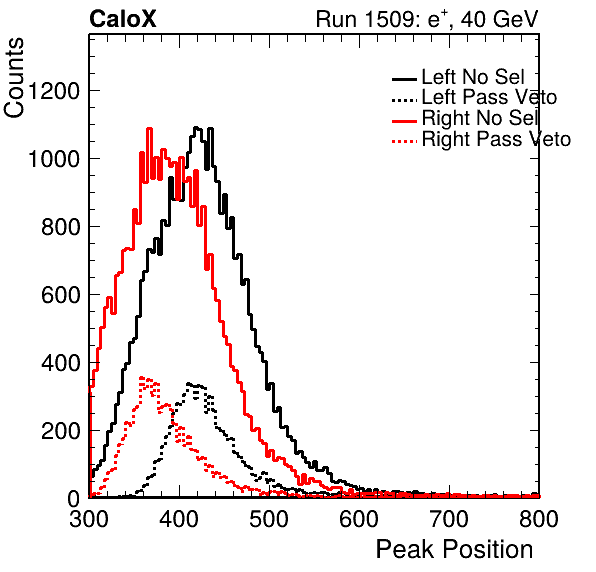 CaloX Run 1509: e+, 40 GeV
Counts
Left No Sel
Left Pass Veto
Right No Sel
Right Pass Veto
1200
1000
800
600
400
200
0
300 400 500 600 700 800
Peak Position